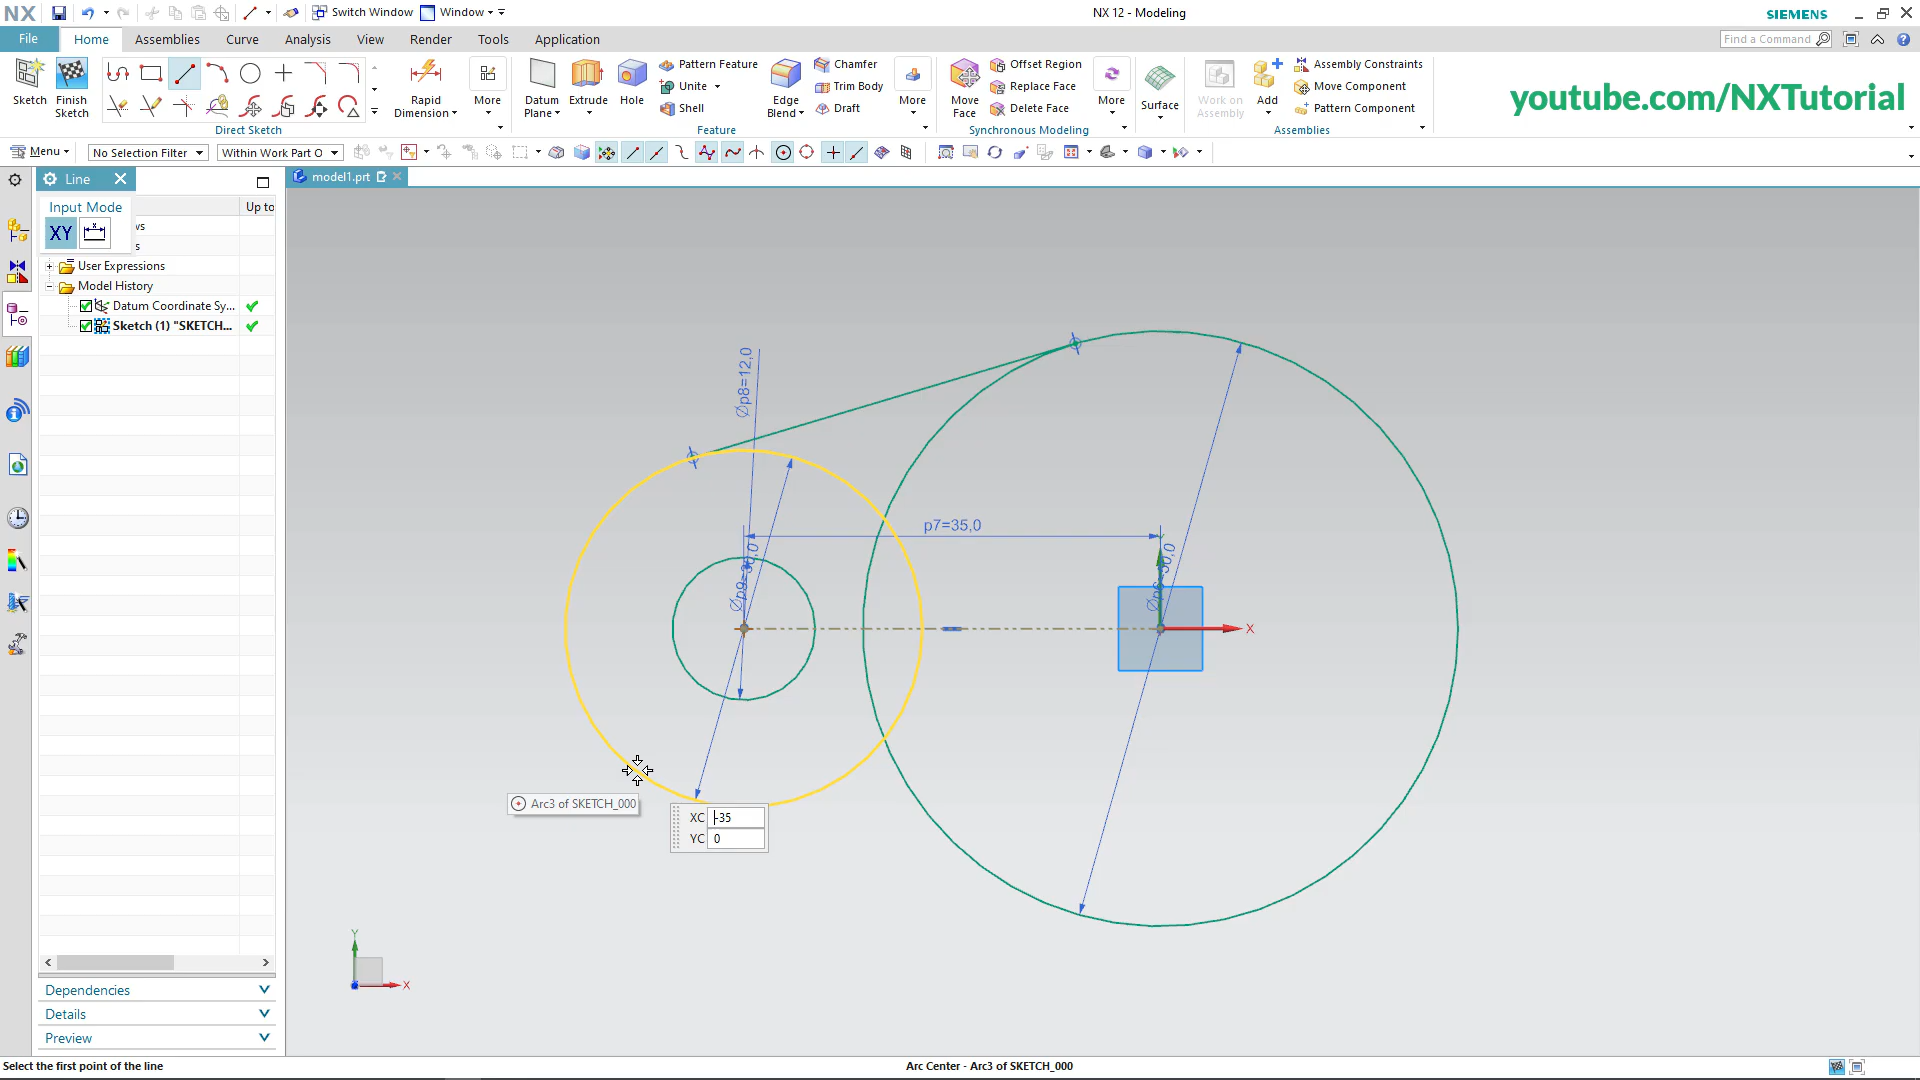 NX
Switch Window
Window
NX 12 - Modeling
SIEMENS
File
Home
Assemblies
Curve
Analysis
View
Render
Tools
Application
Find a Command
Sketch
Finish Sketch
Direct Sketch
Rapid Dimension
More
Datum Plane
Extrude
Hole
Pattern Feature
Unite
Shell
Edge Blend
Chamfer
Trim Body
Draft
More
Feature
Move Face
Offset Region
Replace Face
Delete Face
More
Synchronous Modeling
Surface
Work on Assembly
Add
Assembly Constraints
Move Component
Pattern Component
Assemblies
youtube.com/NXTutorial
Menu
No Selection Filter
Within Work Part O
Line
model1.prt
Input Mode
Up to
XY
vs
s
User Expressions
Model History
Datum Coordinate Sy...
Sketch (1) "SKETCH...
Øp8=12,0
p7=35,0
X
Arc3 of SKETCH_000
XC -35
YC 0
Y
X
Dependencies
Details
Preview
Select the first point of the line
Arc Center - Arc3 of SKETCH_000